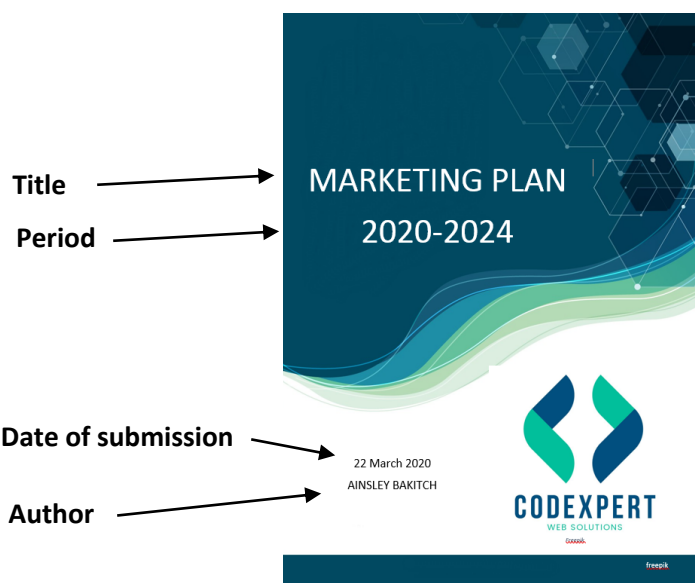 Title
MARKETING PLAN
Period
2020-2024
Date of submission
22 March 2020
AINSLEY BAKITCH
Author
CODEXPERT
WEB SOLUTIONS
Freepik
freepik